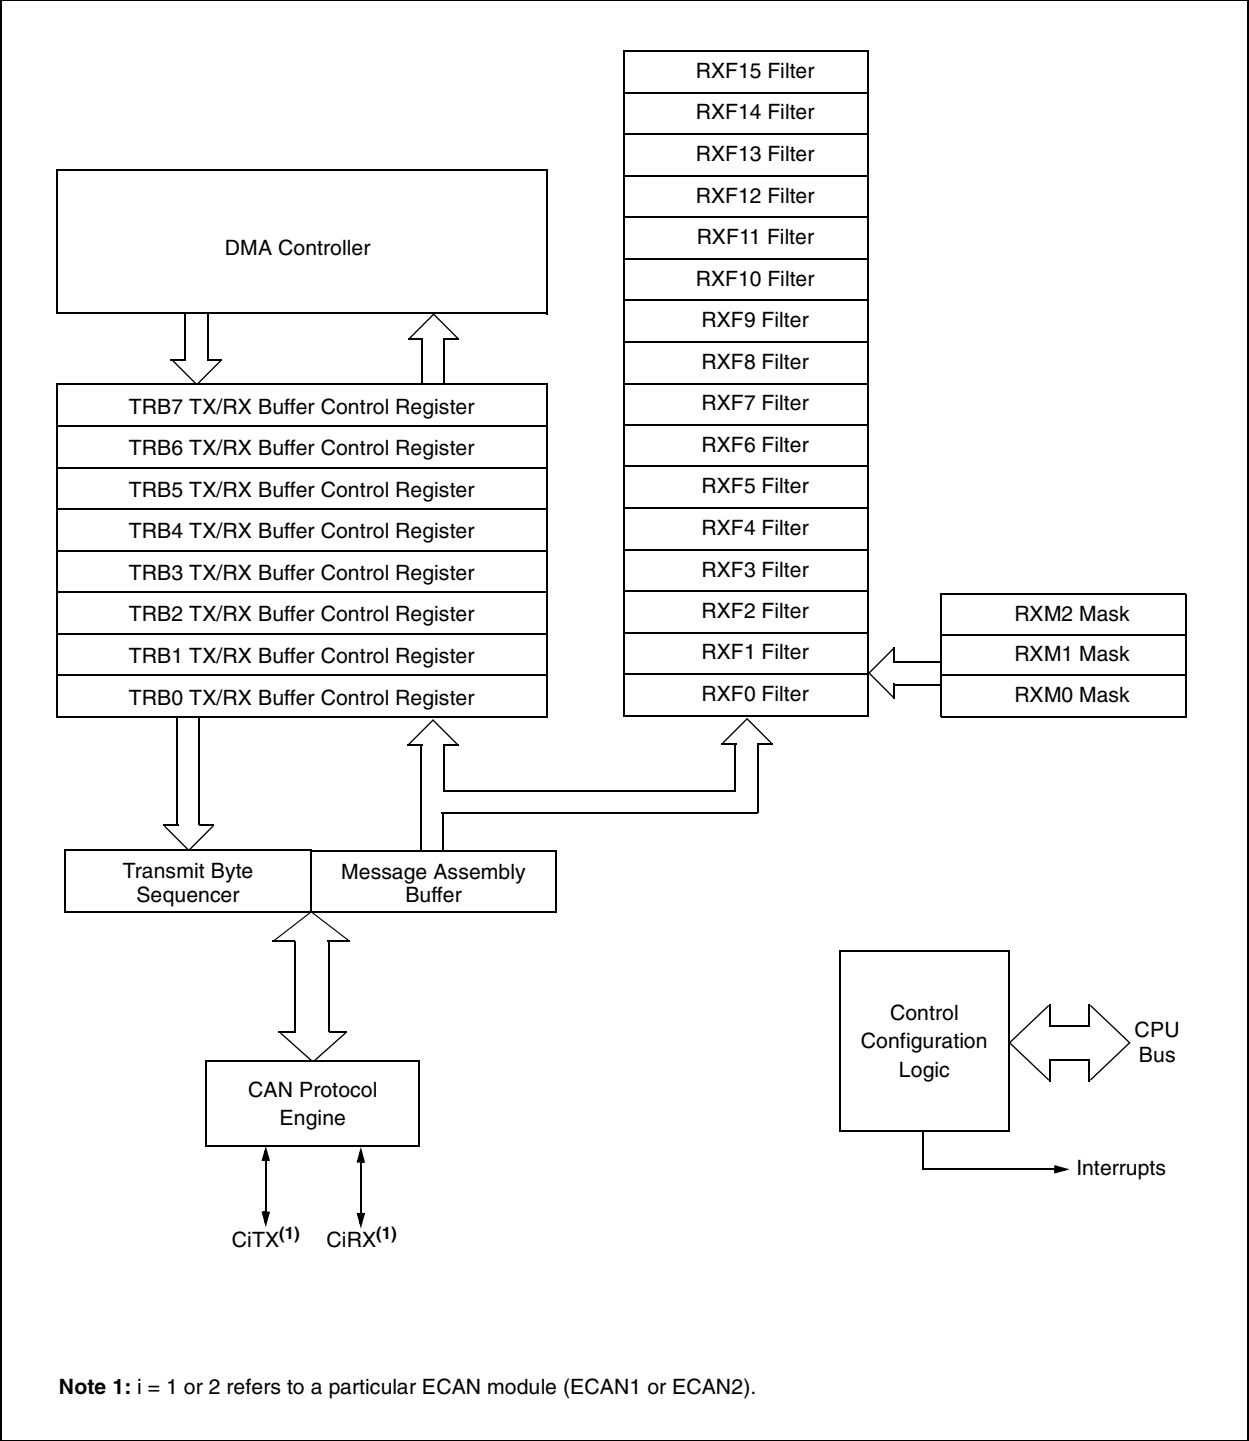 RXF15 Filter
RXF14 Filter
RXF13 Filter
RXF12 Filter
RXF11 Filter
RXF10 Filter
RXF9 Filter
RXF8 Filter
RXF7 Filter
RXF6 Filter
RXF5 Filter
RXF4 Filter
RXF3 Filter
RXF2 Filter
RXF1 Filter
RXF0 Filter
DMA Controller
TRB7 TX/RX Buffer Control Register
TRB6 TX/RX Buffer Control Register
TRB5 TX/RX Buffer Control Register
TRB4 TX/RX Buffer Control Register
TRB3 TX/RX Buffer Control Register
TRB2 TX/RX Buffer Control Register
TRB1 TX/RX Buffer Control Register
TRB0 TX/RX Buffer Control Register
RXM2 Mask
RXM1 Mask
RXM0 Mask
Transmit Byte
Sequencer
Message Assembly
Buffer
Control
Configuration
Logic
CPU
Bus
CAN Protocol
Engine
Interrupts
CiTX(1)
CiRX(1)
Note 1: i = 1 or 2 refers to a particular ECAN module (ECAN1 or ECAN2).